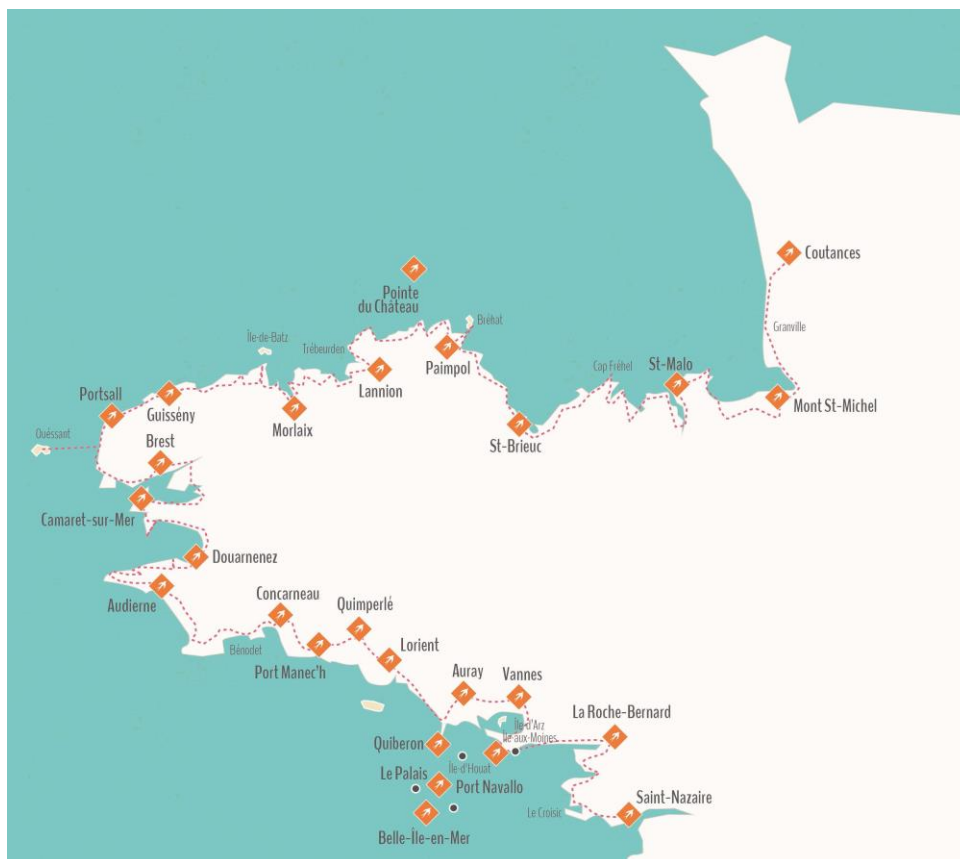 Coutances
Pointe
du Château
Bréhat
Granville
Île-de-Batz
Trébeurden
Paimpol
Cap Fréhel
St-Malo
Lannion
Portsall
Guissény
Morlaix
Mont St-Michel
Ouéssant
Brest
St-Brieuc
Camaret-sur-Mer
Douarnenez
Audierne
Concarneau
Quimperlé
Bénodet
Port Manec'h
Lorient
Auray
Vannes
La Roche-Bernard
Île-d'Arz
Île-aux-Moines
Quiberon
Île-d'Houat
Le Palais
Port Navallo
Saint-Nazaire
Le Croisic
Belle-Île-en-Mer